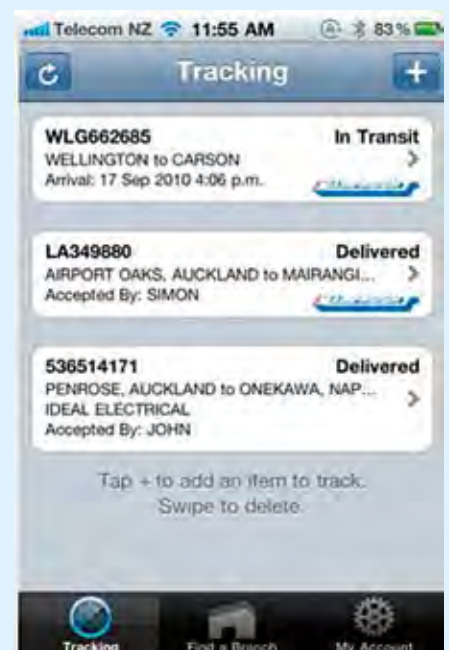 Telecom NZ 11:55 AM 83%
Tracking
WLG662685 In Transit
WELLINGTON to CARSON
Arrival: 17 Sep 2010 4:06 p.m.
LA349880 Delivered
AIRPORT OAKS, AUCKLAND to MAIRANGI...
Accepted By: SIMON
536514171 Delivered
PENROSE, AUCKLAND to ONEKAWA, NAP...
IDEAL ELECTRICAL
Accepted By: JOHN
Tap + to add an item to track.
Swipe to delete.
Tracking Find a Branch My Account